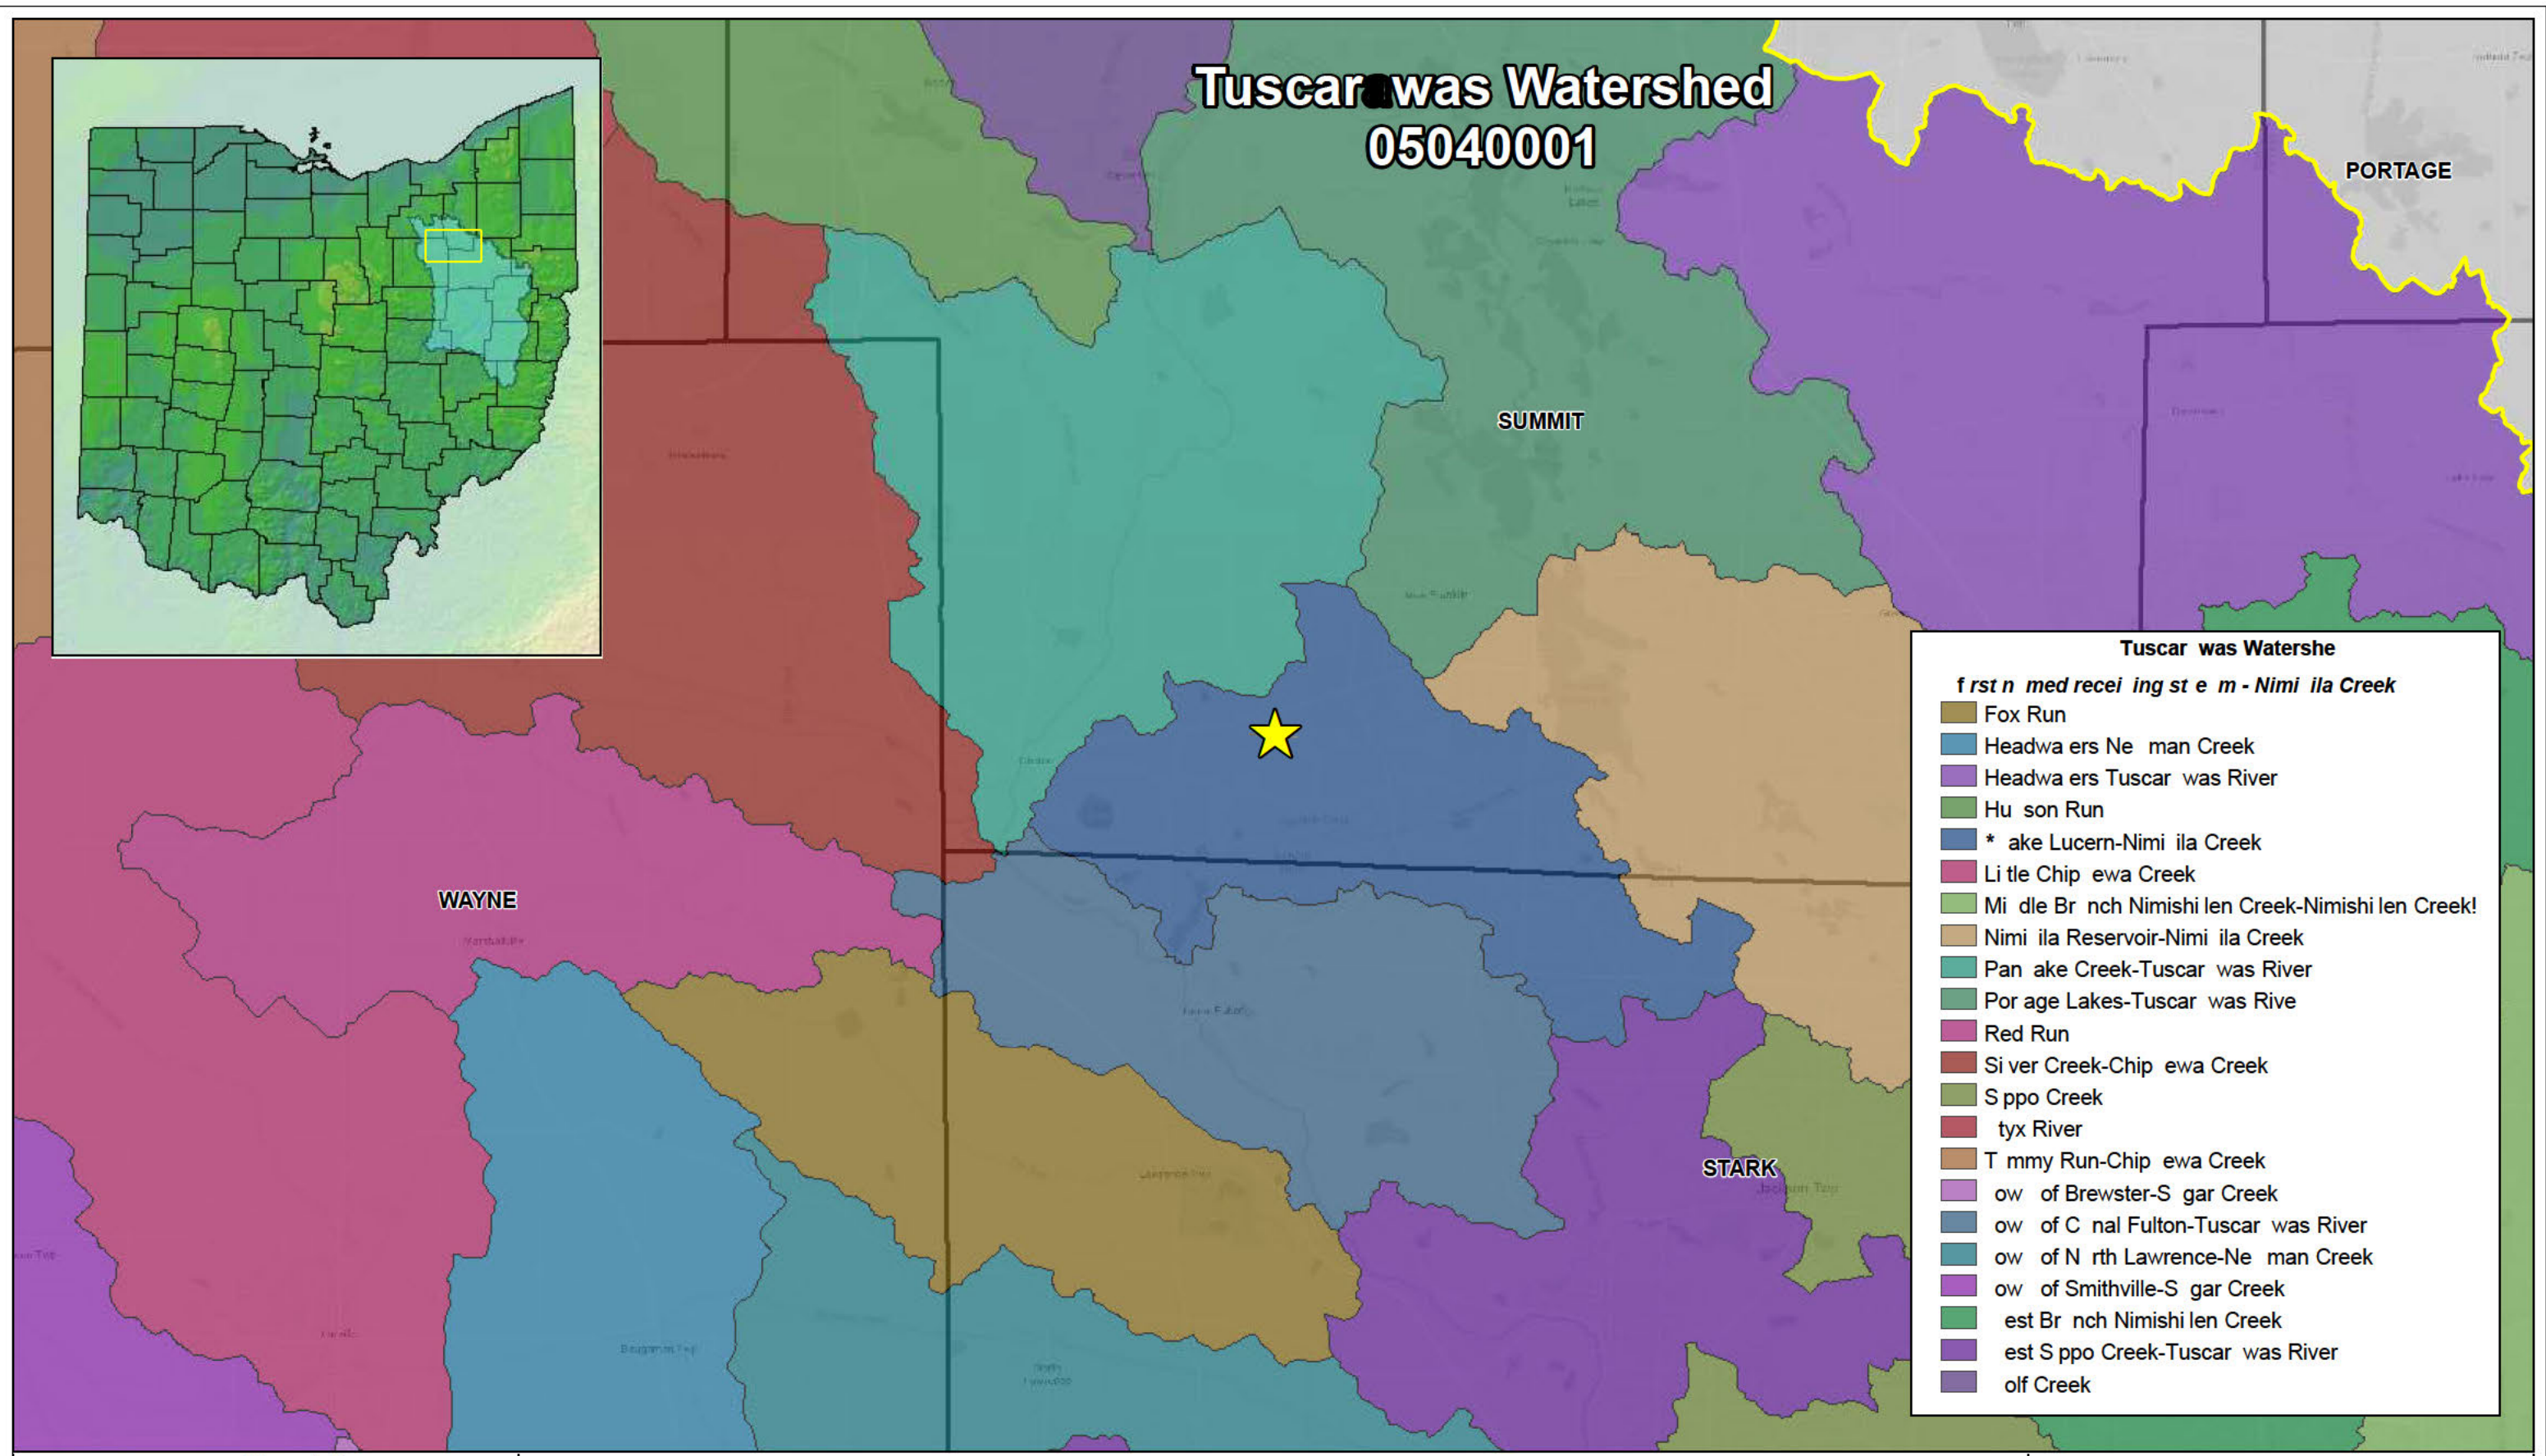 Tuscarawas Watershed
05040001
PORTAGE
SUMMIT
WAYNE
STARK
Jackson Twp
Tuscar was Watershe
f rst n med recei ing st e m - Nimi ila Creek
Fox Run
Headwa ers Ne man Creek
Headwa ers Tuscar was River
Hu son Run
* ake Lucern-Nimi ila Creek
Li tle Chip ewa Creek
Mi dle Br nch Nimishi len Creek-Nimishi len Creek!
Nimi ila Reservoir-Nimi ila Creek
Pan ake Creek-Tuscar was River
Por age Lakes-Tuscar was Rive
Red Run
Si ver Creek-Chip ewa Creek
S ppo Creek
tyx River
T mmy Run-Chip ewa Creek
ow of Brewster-S gar Creek
ow of C nal Fulton-Tuscar was River
ow of N rth Lawrence-Ne man Creek
ow of Smithville-S gar Creek
est Br nch Nimishi len Creek
est S ppo Creek-Tuscar was River
olf Creek